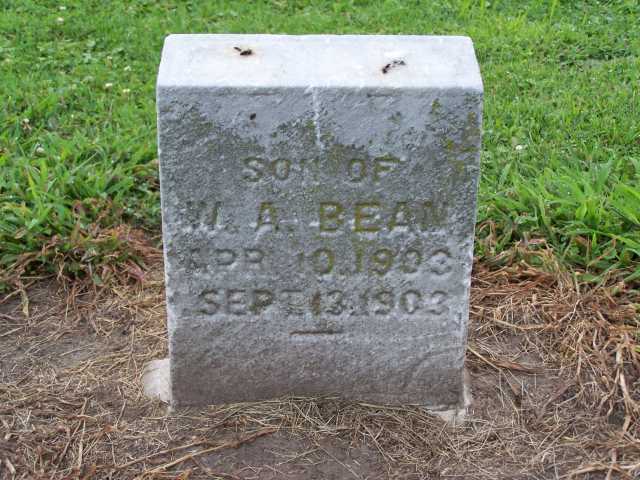 SON OF
W. A. BEAN
APR. 10. 1903
SEPT. 13. 1903